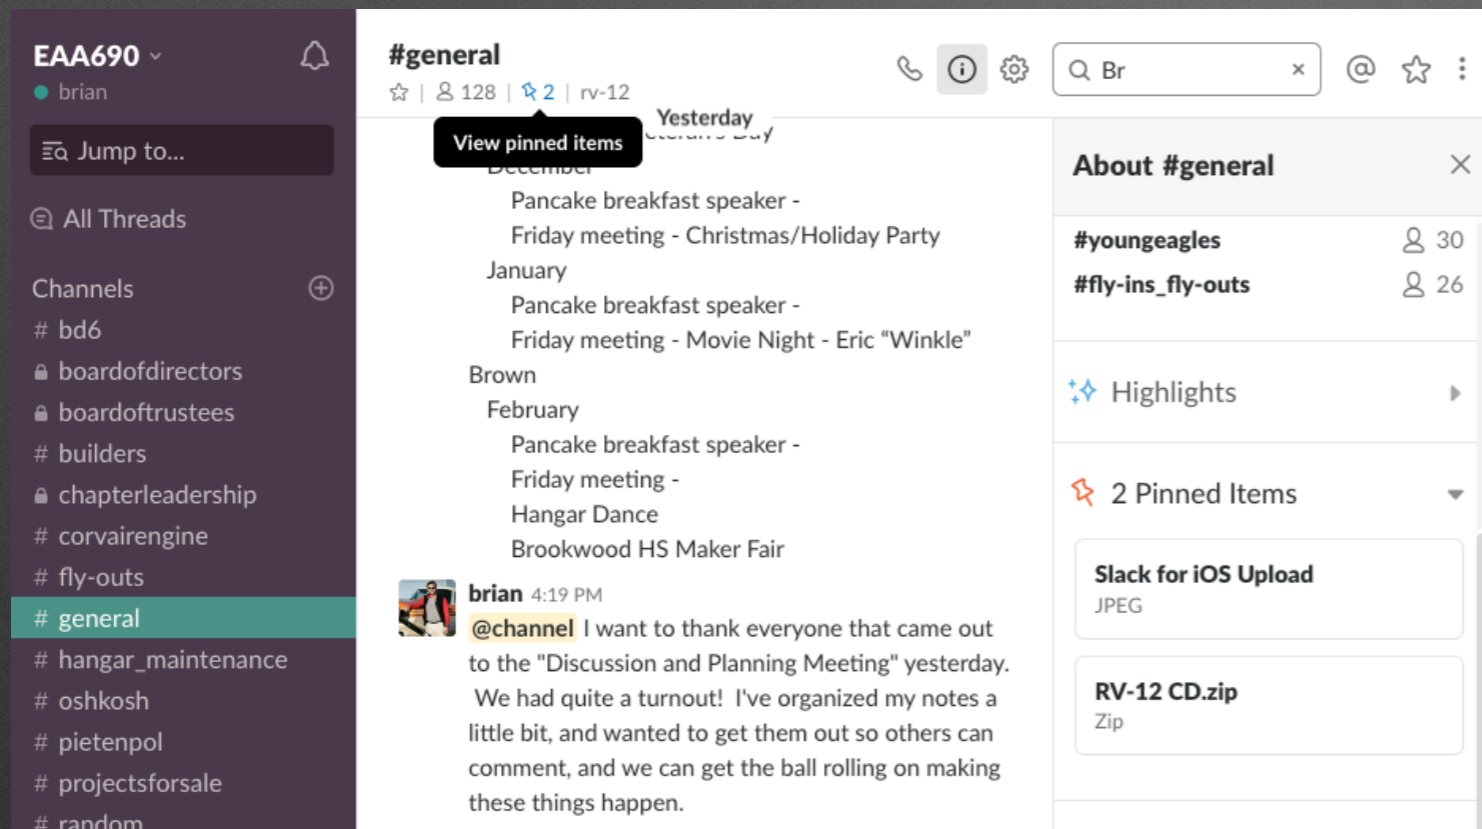 EAA690
brian
Jump to...
All Threads
Channels
# bd6
boardofdirectors
boardoftrustees
# builders
chapterleadership
# corvairengine
# fly-outs
# general
# hangar_maintenance
# oshkosh
# pietenpol
# projectsforsale
# random
#general
128 | 2 | rv-12
Br
View pinned items
Yesterday
Day
December
Pancake breakfast speaker -
Friday meeting - Christmas/Holiday Party
January
Pancake breakfast speaker -
Friday meeting - Movie Night - Eric “Winkle”
Brown
February
Pancake breakfast speaker -
Friday meeting -
Hangar Dance
Brookwood HS Maker Fair
brian 4:19 PM
@channel I want to thank everyone that came out
to the "Discussion and Planning Meeting" yesterday.
We had quite a turnout! I've organized my notes a
little bit, and wanted to get them out so others can
comment, and we can get the ball rolling on making
these things happen.
About #general
#youngeagles 30
#fly-ins_fly-outs 26
Highlights
2 Pinned Items
Slack for iOS Upload
JPEG
RV-12 CD.zip
Zip